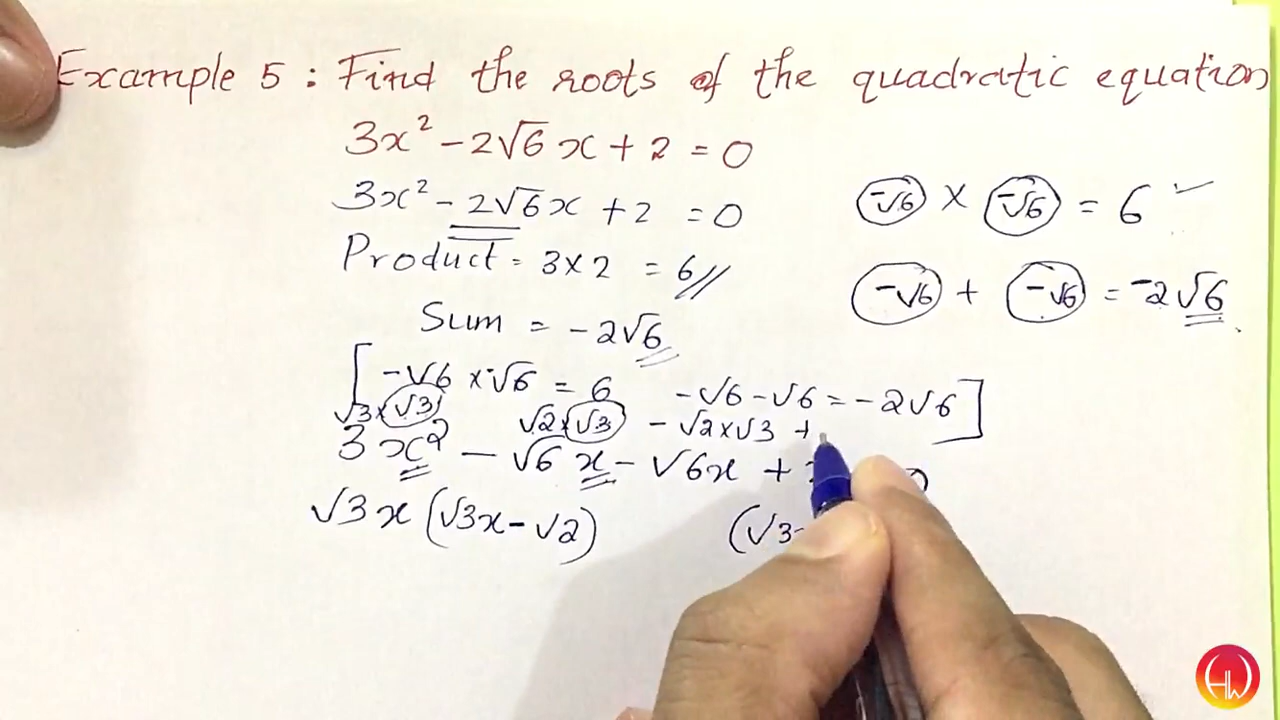 Example 5 : Find the roots of the quadratic equation
3x² - 2√6 x + 2 = 0
3x² - 2√6x + 2 = 0
-√6 × -√6 = 6
Product = 3×2 = 6//
-√6 + -√6 = -2√6
Sum = -2√6
[ -√6 × -√6 = 6 -√6 -√6 = -2√6 ]
√3×√3 √2×√3 - √2×√3 +
3x² - √6 x - √6x +
√3x (√3x - √2) (√3
HW